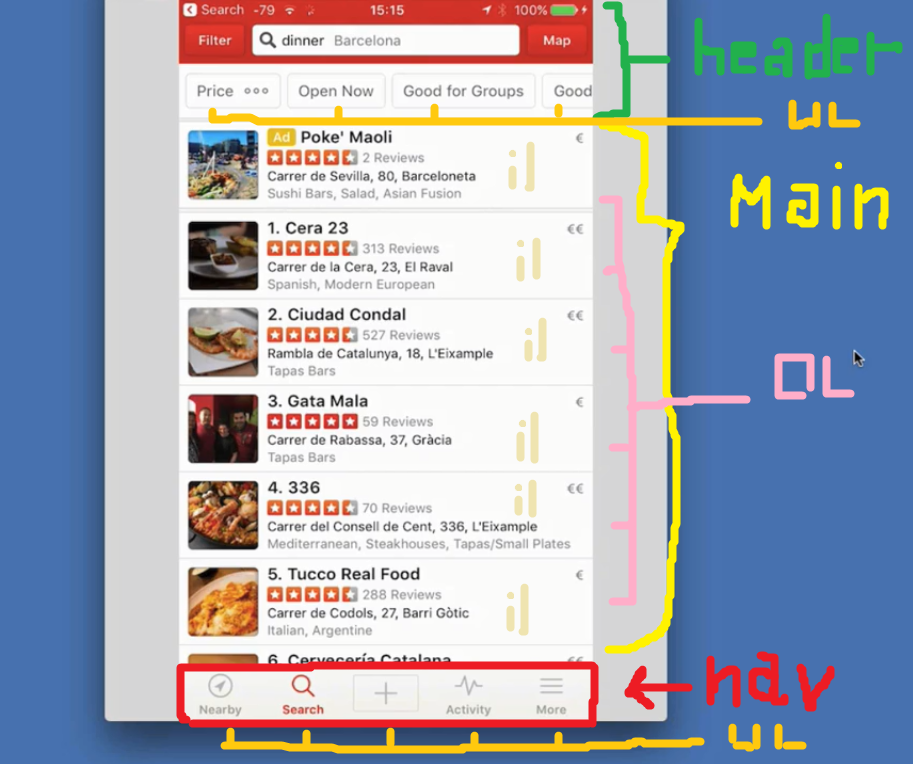 Search -79 15:15 100%
Filter dinner Barcelona Map
header
Price Open Now Good for Groups Good
UL
Ad Poke' Maoli €
2 Reviews
Carrer de Sevilla, 80, Barceloneta
Sushi Bars, Salad, Asian Fusion
il
Main
1. Cera 23 €€
313 Reviews
Carrer de la Cera, 23, El Raval
Spanish, Modern European
il
2. Ciudad Condal €€
527 Reviews
Rambla de Catalunya, 18, L'Eixample
Tapas Bars
il
OL
3. Gata Mala €
59 Reviews
Carrer de Rabassa, 37, Gràcia
Tapas Bars
il
4. 336 €€
70 Reviews
Carrer del Consell de Cent, 336, L'Eixample
Mediterranean, Steakhouses, Tapas/Small Plates
il
5. Tucco Real Food €
288 Reviews
Carrer de Codols, 27, Barri Gòtic
Italian, Argentine
il
6. Cervecería Catalana €€
nav
Nearby Search Activity More
UL